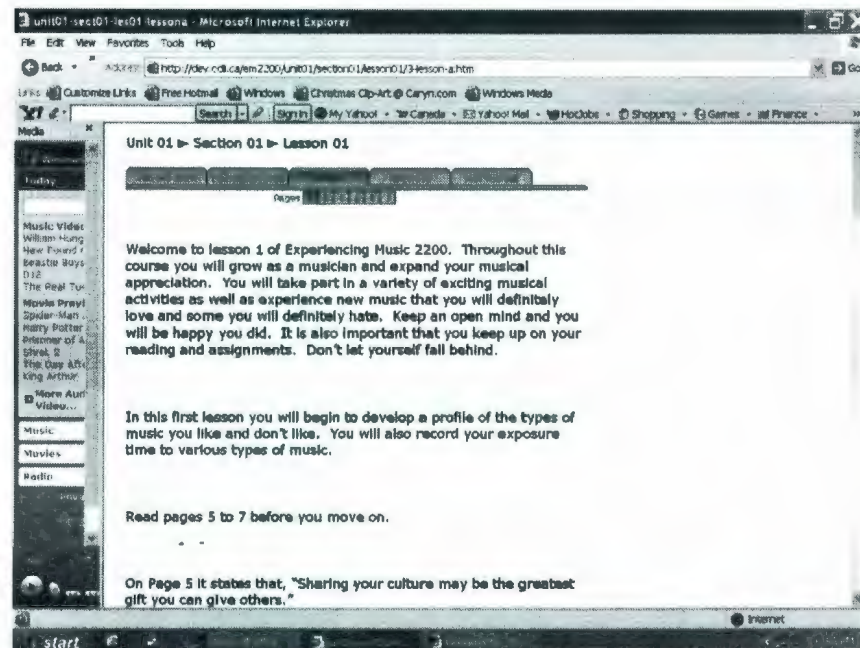 unit01-sect01-les01-lessona - Microsoft Internet Explorer
File Edit View Favorites Tools Help
Back Address http://dev.cdli.ca/em2200/unit01/section01/lesson01/3-lesson-a.htm Go
Links Customize Links Free Hotmail Windows Christmas Clip-Art @ Caryn.com Windows Media
Search Sign In My Yahoo! Canada Yahoo! Mail HotJobs Shopping Games Finance
Media
Unit 01 Section 01 Lesson 01
Today
Pages
Music Video
William Hung
New Found
Beastie Boys
D12
The Real
Movie Previ
Spider-Man
Harry Potter
Prisoner of A
Shrek 2
The Day Afte
King Arthur
More Aud
Video...
Music
Movies
Radio
Welcome to lesson 1 of Experiencing Music 2200. Throughout this
course you will grow as a musician and expand your musical
appreciation. You will take part in a variety of exciting musical
activities as well as experience new music that you will definitely
love and some you will definitely hate. Keep an open mind and you
will be happy you did. It is also important that you keep up on your
reading and assignments. Don't let yourself fall behind.
In this first lesson you will begin to develop a profile of the types of
music you like and don't like. You will also record your exposure
time to various types of music.
Read pages 5 to 7 before you move on.
On Page 5 it states that, "Sharing your culture may be the greatest
gift you can give others."
Internet
start